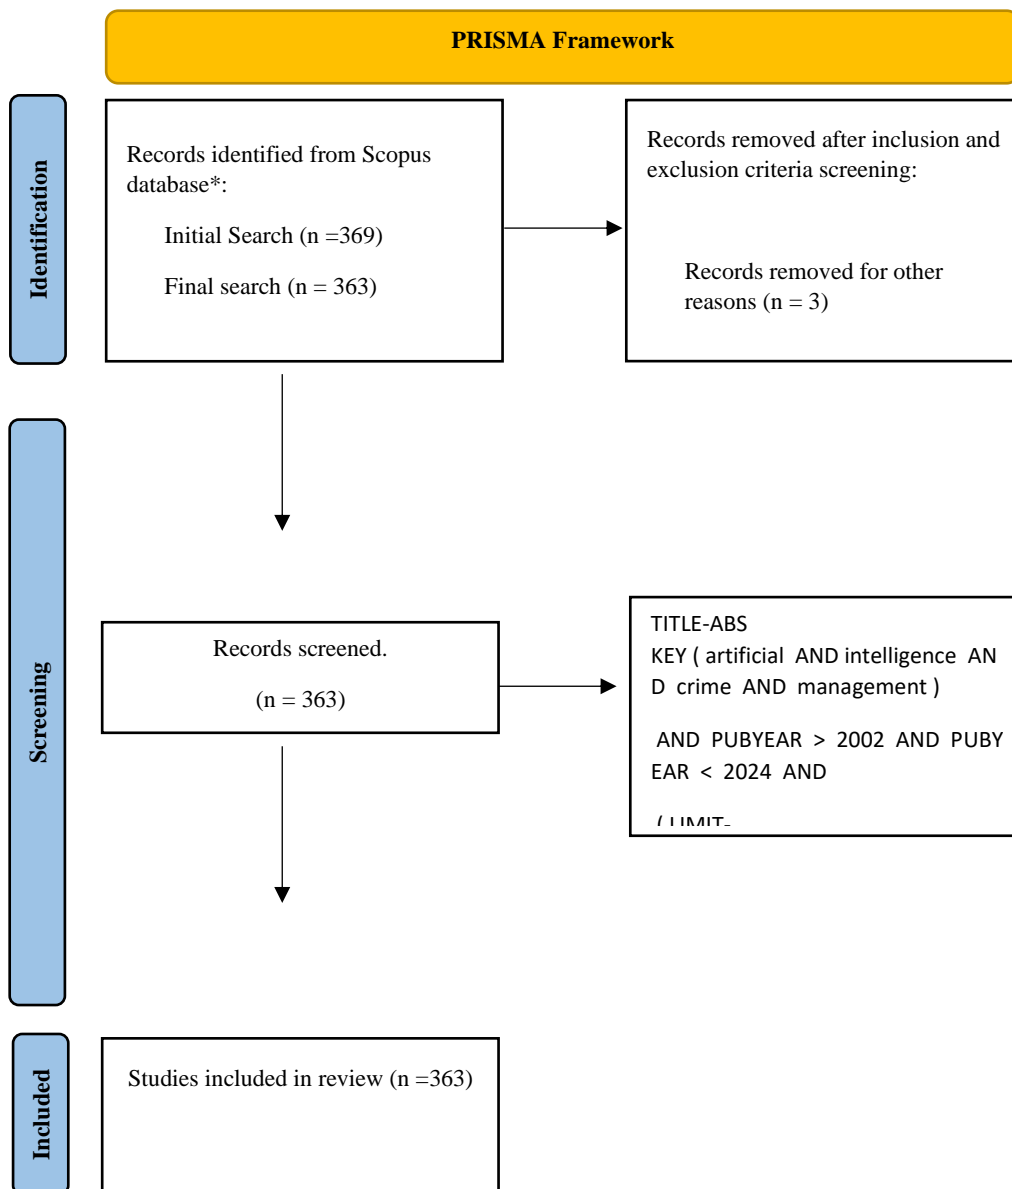 PRISMA Framework
Identification
Records identified from Scopus
database*:
Initial Search (n =369)
Final search (n = 363)
Records removed after inclusion and
exclusion criteria screening:
Records removed for other
reasons (n = 3)
Screening
Records screened.
(n = 363)
TITLE-ABS
KEY ( artificial AND intelligence AN
D crime AND management )
AND PUBYEAR > 2002 AND PUBY
EAR < 2024 AND
( LIMIT-
Included
Studies included in review (n =363)